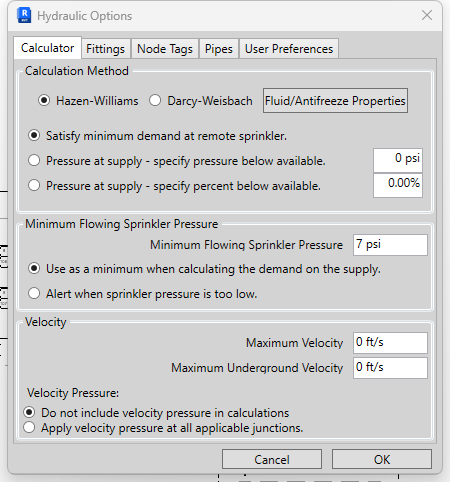 Hydraulic Options
Calculator Fittings Node Tags Pipes User Preferences
Calculation Method
Hazen-Williams Darcy-Weisbach Fluid/Antifreeze Properties
Satisfy minimum demand at remote sprinkler.
Pressure at supply - specify pressure below available. 0 psi
Pressure at supply - specify percent below available. 0.00%
Minimum Flowing Sprinkler Pressure
Minimum Flowing Sprinkler Pressure 7 psi
Use as a minimum when calculating the demand on the supply.
Alert when sprinkler pressure is too low.
Velocity
Maximum Velocity 0 ft/s
Maximum Underground Velocity 0 ft/s
Velocity Pressure:
Do not include velocity pressure in calculations
Apply velocity pressure at all applicable junctions.
Cancel OK